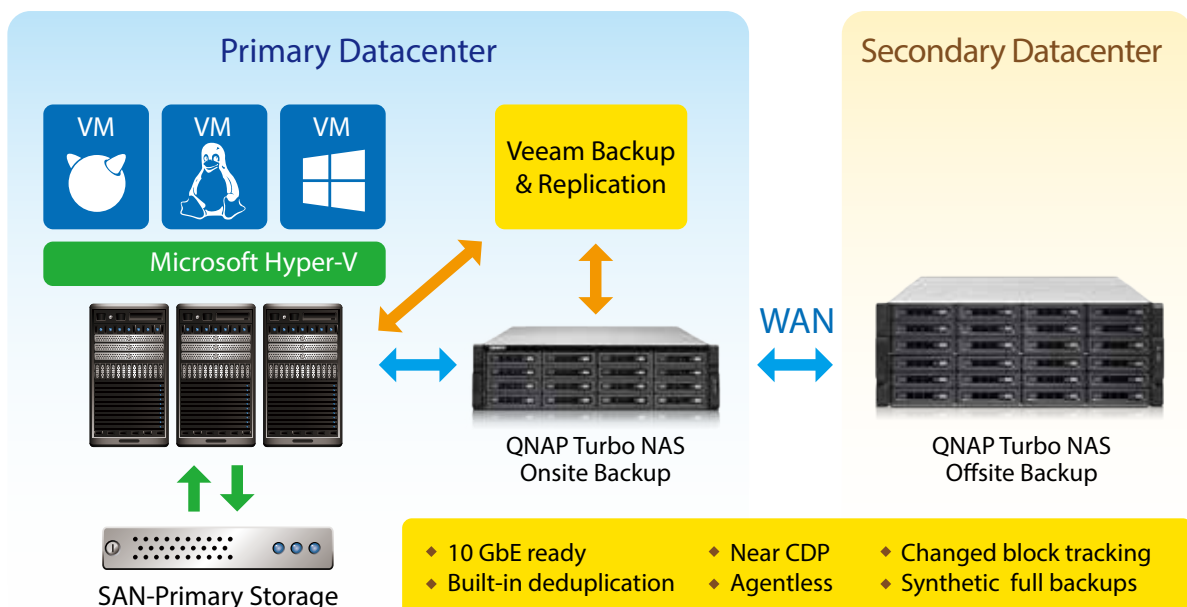 Primary Datacenter
Secondary Datacenter
VM
VM
VM
Veeam Backup
& Replication
Microsoft Hyper-V
WAN
QNAP Turbo NAS
Onsite Backup
QNAP Turbo NAS
Offsite Backup
SAN-Primary Storage
10 GbE ready
Built-in deduplication
Near CDP
Agentless
Changed block tracking
Synthetic full backups